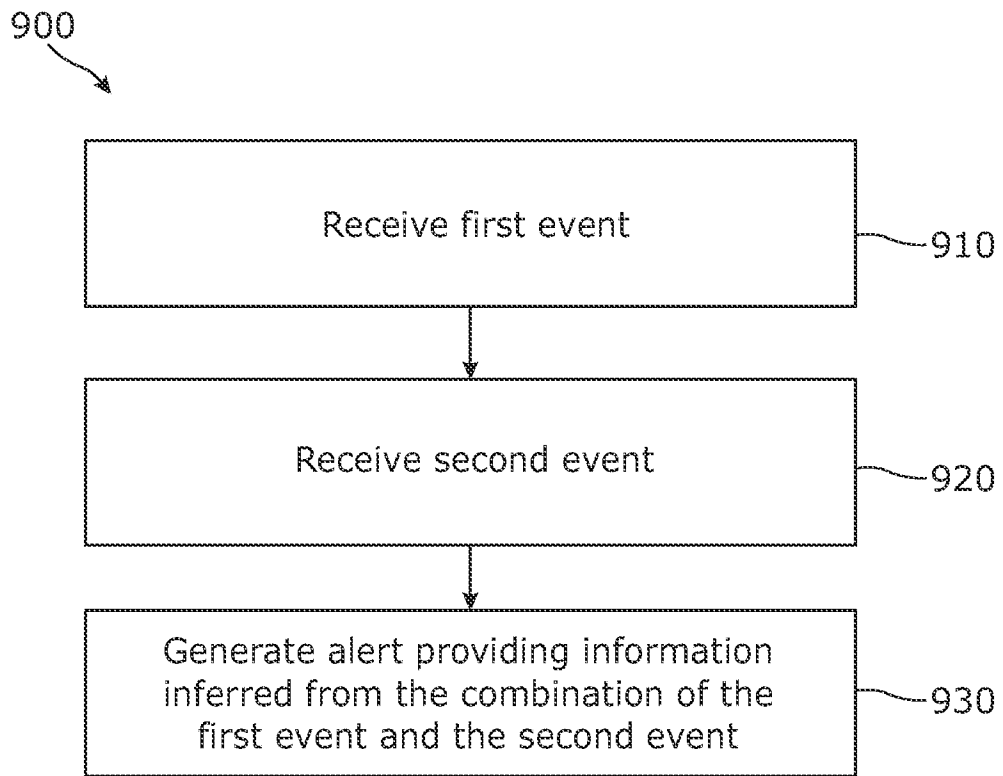 900
Receive first event
910
Receive second event
920
Generate alert providing information
inferred from the combination of the
first event and the second event
930